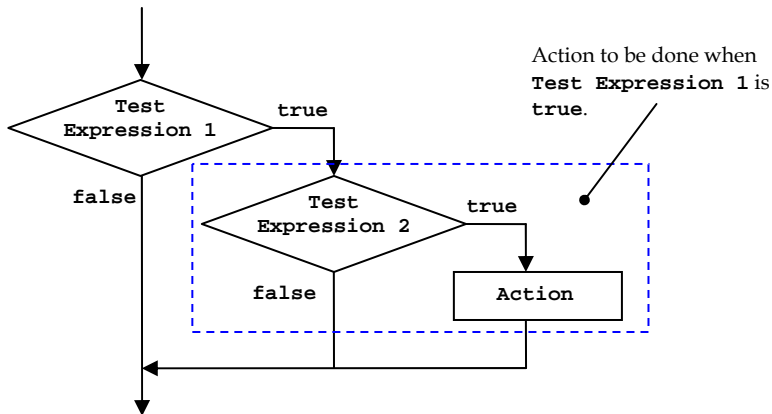 Action to be done when
Test Expression 1 is
true.
Test
Expression 1
true
false
Test
Expression 2
true
false
Action